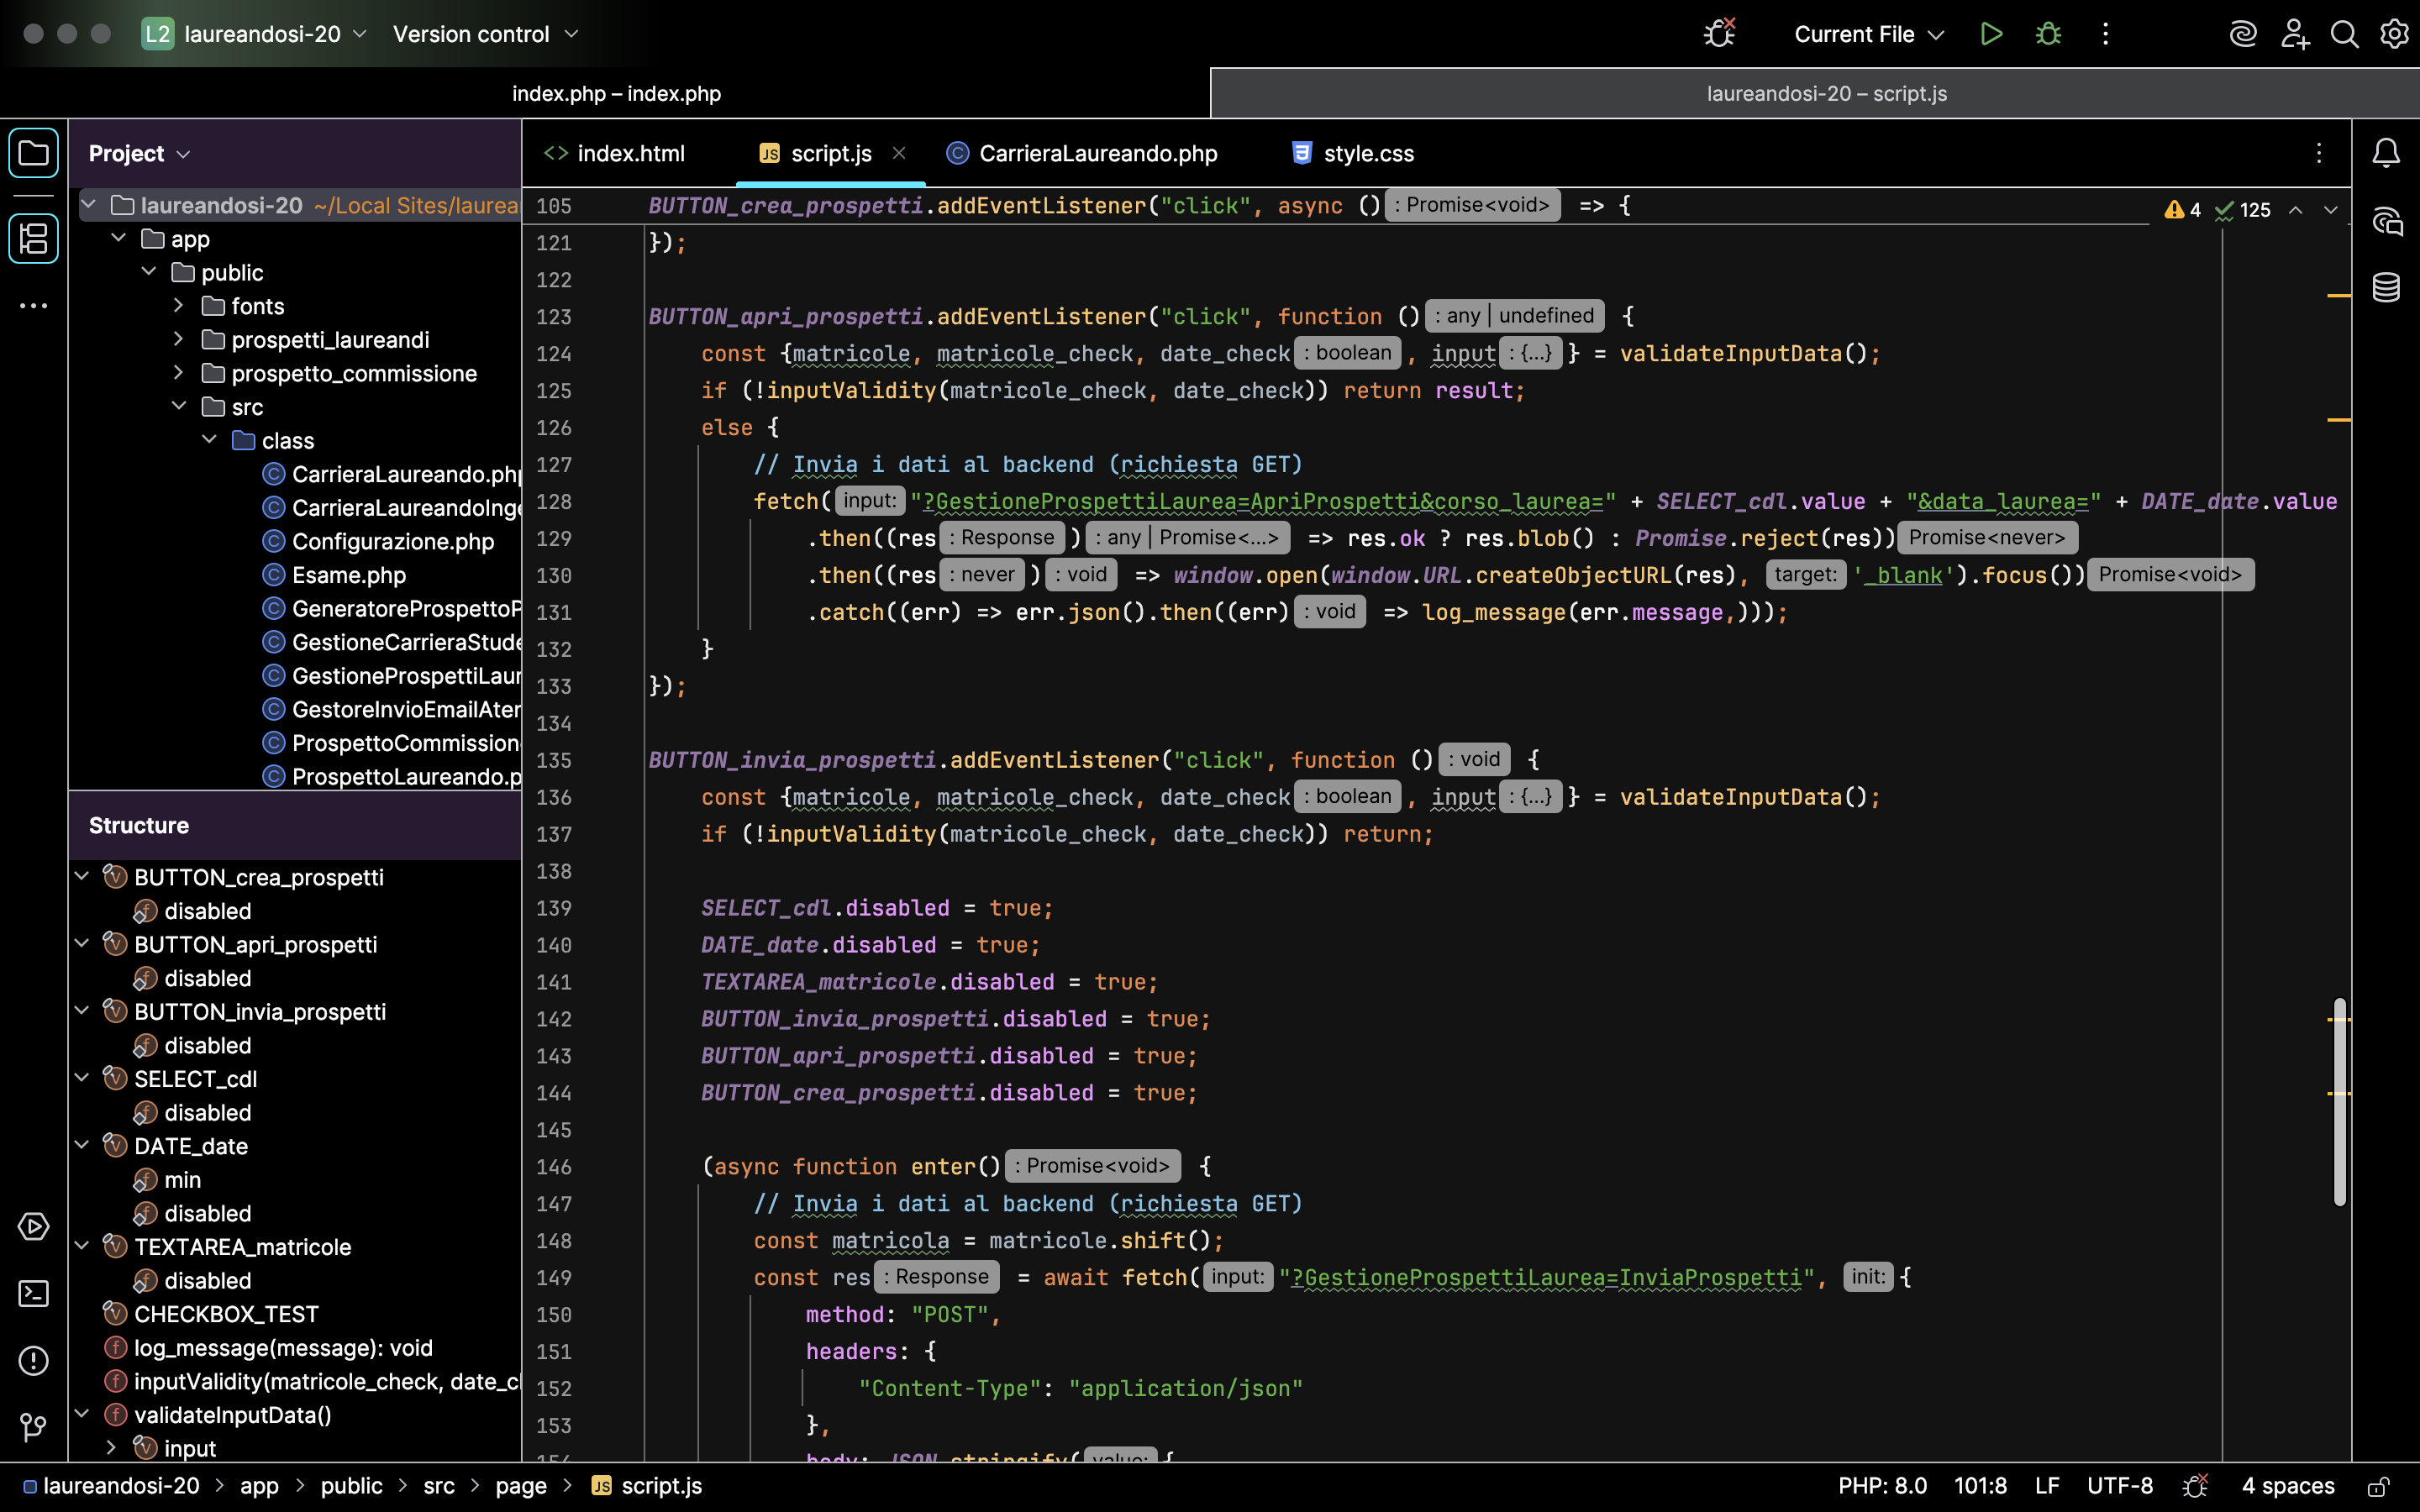 L2 laureandosi-20 Version control Current File
index.php – index.php laureandosi-20 – script.js
Project
laureandosi-20 ~/Local Sites/laurea
app
public
fonts
prospetti_laureandi
prospetto_commissione
src
class
CarrieraLaureando.php
CarrieraLaureandoInge
Configurazione.php
Esame.php
GeneratoreProspettoP
GestioneCarrieraStude
GestioneProspettiLaur
GestoreInvioEmailAter
ProspettoCommission
ProspettoLaureando.p
Structure
BUTTON_crea_prospetti
disabled
BUTTON_apri_prospetti
disabled
BUTTON_invia_prospetti
disabled
SELECT_cdl
disabled
DATE_date
min
disabled
TEXTAREA_matricole
disabled
CHECKBOX_TEST
log_message(message): void
inputValidity(matricole_check, date_cl
validateInputData()
input
index.html JS script.js CarrieraLaureando.php style.css
4 125
105 BUTTON_crea_prospetti.addEventListener("click", async () : Promise<void> => {
121 });
122
123 BUTTON_apri_prospetti.addEventListener("click", function () : any | undefined {
124 const {matricole, matricole_check, date_check : boolean , input : {...} } = validateInputData();
125 if (!inputValidity(matricole_check, date_check)) return result;
126 else {
127 // Invia i dati al backend (richiesta GET)
128 fetch( input: "?GestioneProspettiLaurea=ApriProspetti&corso_laurea=" + SELECT_cdl.value + "&data_laurea=" + DATE_date.value
129 .then((res : Response ) : any | Promise<...> => res.ok ? res.blob() : Promise.reject(res)) Promise<never>
130 .then((res : never ) : void => window.open(window.URL.createObjectURL(res), target: '_blank').focus()) Promise<void>
131 .catch((err) => err.json().then((err) : void => log_message(err.message,)));
132 }
133 });
134
135 BUTTON_invia_prospetti.addEventListener("click", function () : void {
136 const {matricole, matricole_check, date_check : boolean , input : {...} } = validateInputData();
137 if (!inputValidity(matricole_check, date_check)) return;
138
139 SELECT_cdl.disabled = true;
140 DATE_date.disabled = true;
141 TEXTAREA_matricole.disabled = true;
142 BUTTON_invia_prospetti.disabled = true;
143 BUTTON_apri_prospetti.disabled = true;
144 BUTTON_crea_prospetti.disabled = true;
145
146 (async function enter() : Promise<void> {
147 // Invia i dati al backend (richiesta GET)
148 const matricola = matricole.shift();
149 const res : Response = await fetch( input: "?GestioneProspettiLaurea=InviaProspetti", init: {
150 method: "POST",
151 headers: {
152 "Content-Type": "application/json"
153 },
154 body: JSON.stringify( value: {
laureandosi-20 > app > public > src > page > JS script.js PHP: 8.0 101:8 LF UTF-8 4 spaces